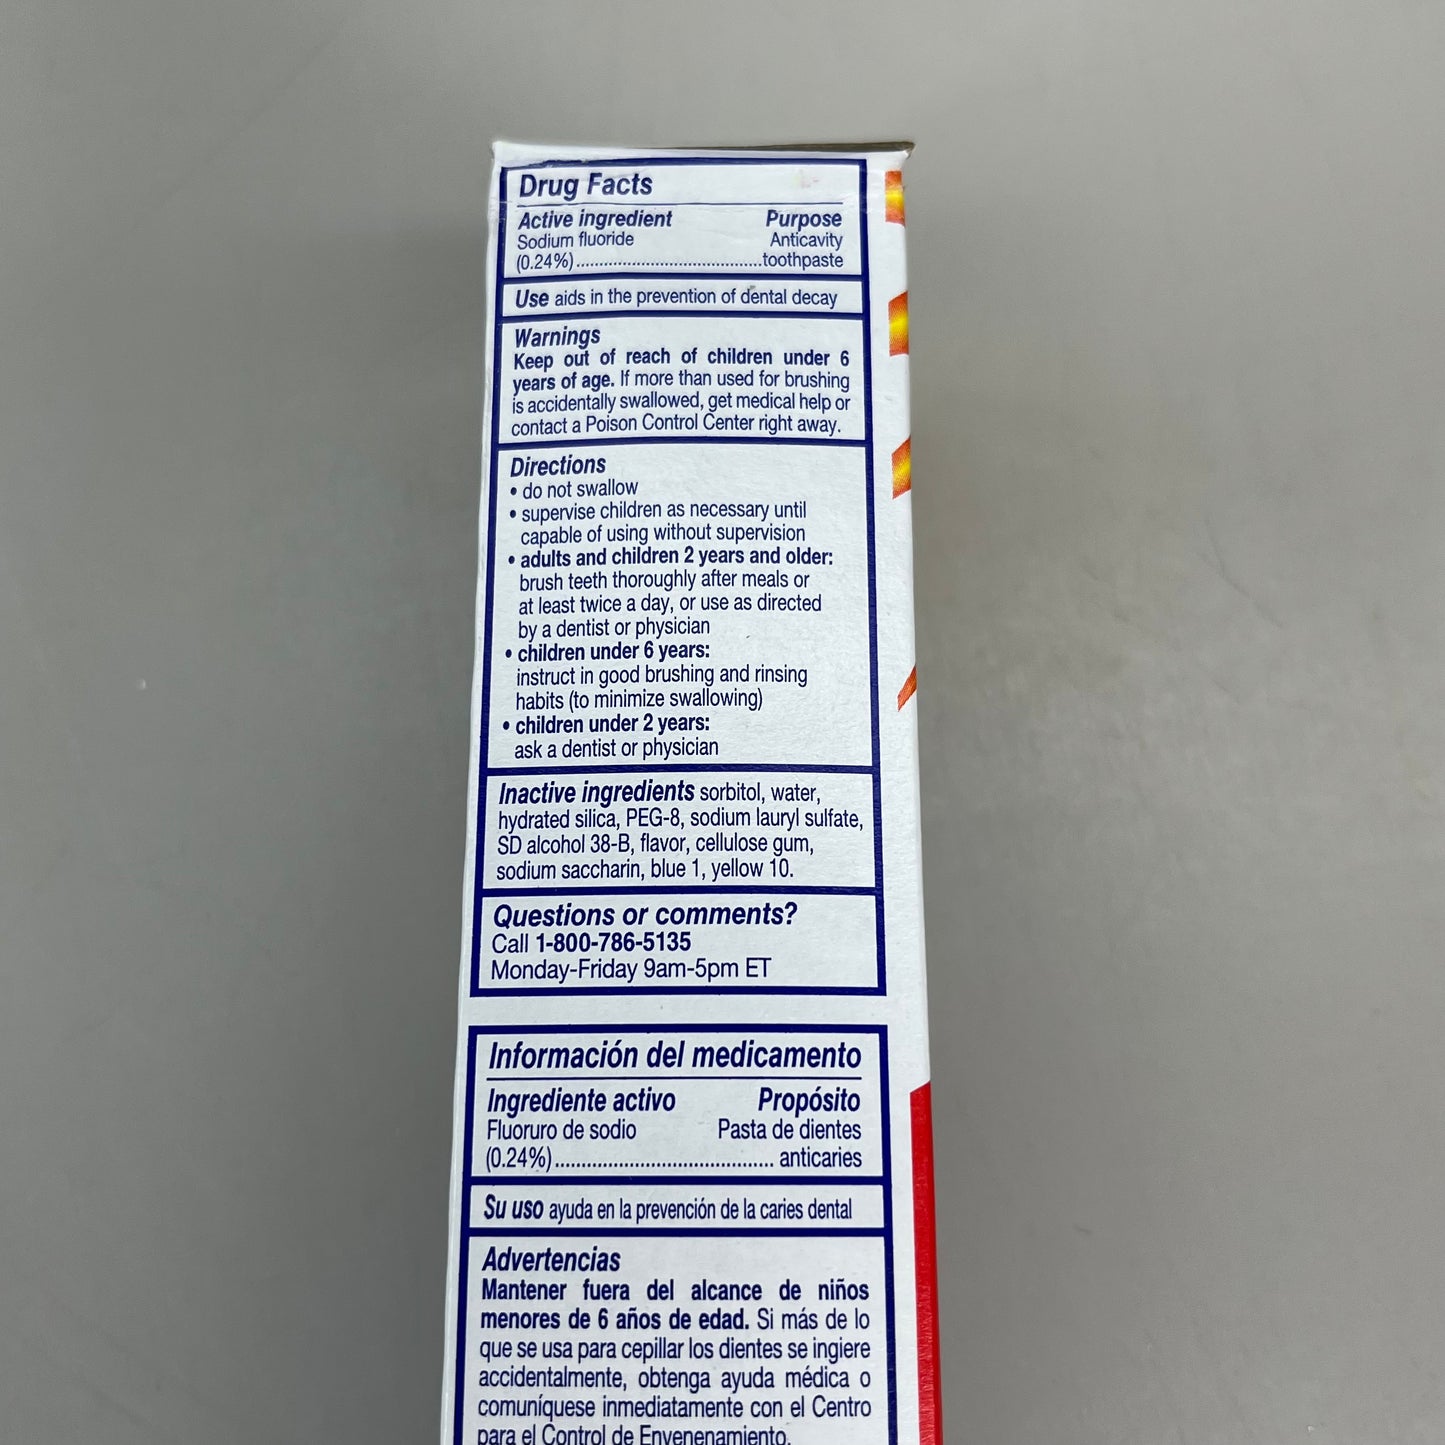 Drug Facts
Active ingredient Purpose
Sodium fluoride Anticavity
(0.24%)..........................................toothpaste
Use aids in the prevention of dental decay
Warnings
Keep out of reach of children under 6
years of age. If more than used for brushing
is accidentally swallowed, get medical help or
contact a Poison Control Center right away.
Directions
• do not swallow
• supervise children as necessary until
capable of using without supervision
• adults and children 2 years and older:
brush teeth thoroughly after meals or
at least twice a day, or use as directed
by a dentist or physician
• children under 6 years:
instruct in good brushing and rinsing
habits (to minimize swallowing)
• children under 2 years:
ask a dentist or physician
Inactive ingredients sorbitol, water,
hydrated silica, PEG-8, sodium lauryl sulfate,
SD alcohol 38-B, flavor, cellulose gum,
sodium saccharin, blue 1, yellow 10.
Questions or comments?
Call 1-800-786-5135
Monday-Friday 9am-5pm ET
Información del medicamento
Ingrediente activo Propósito
Fluoruro de sodio Pasta de dientes
(0.24%).......................................... anticaries
Su uso ayuda en la prevención de la caries dental
Advertencias
Mantener fuera del alcance de niños
menores de 6 años de edad. Si más de lo
que se usa para cepillar los dientes se ingiere
accidentalmente, obtenga ayuda médica o
comuníquese inmediatamente con el Centro
para el Control de Envenenamiento.